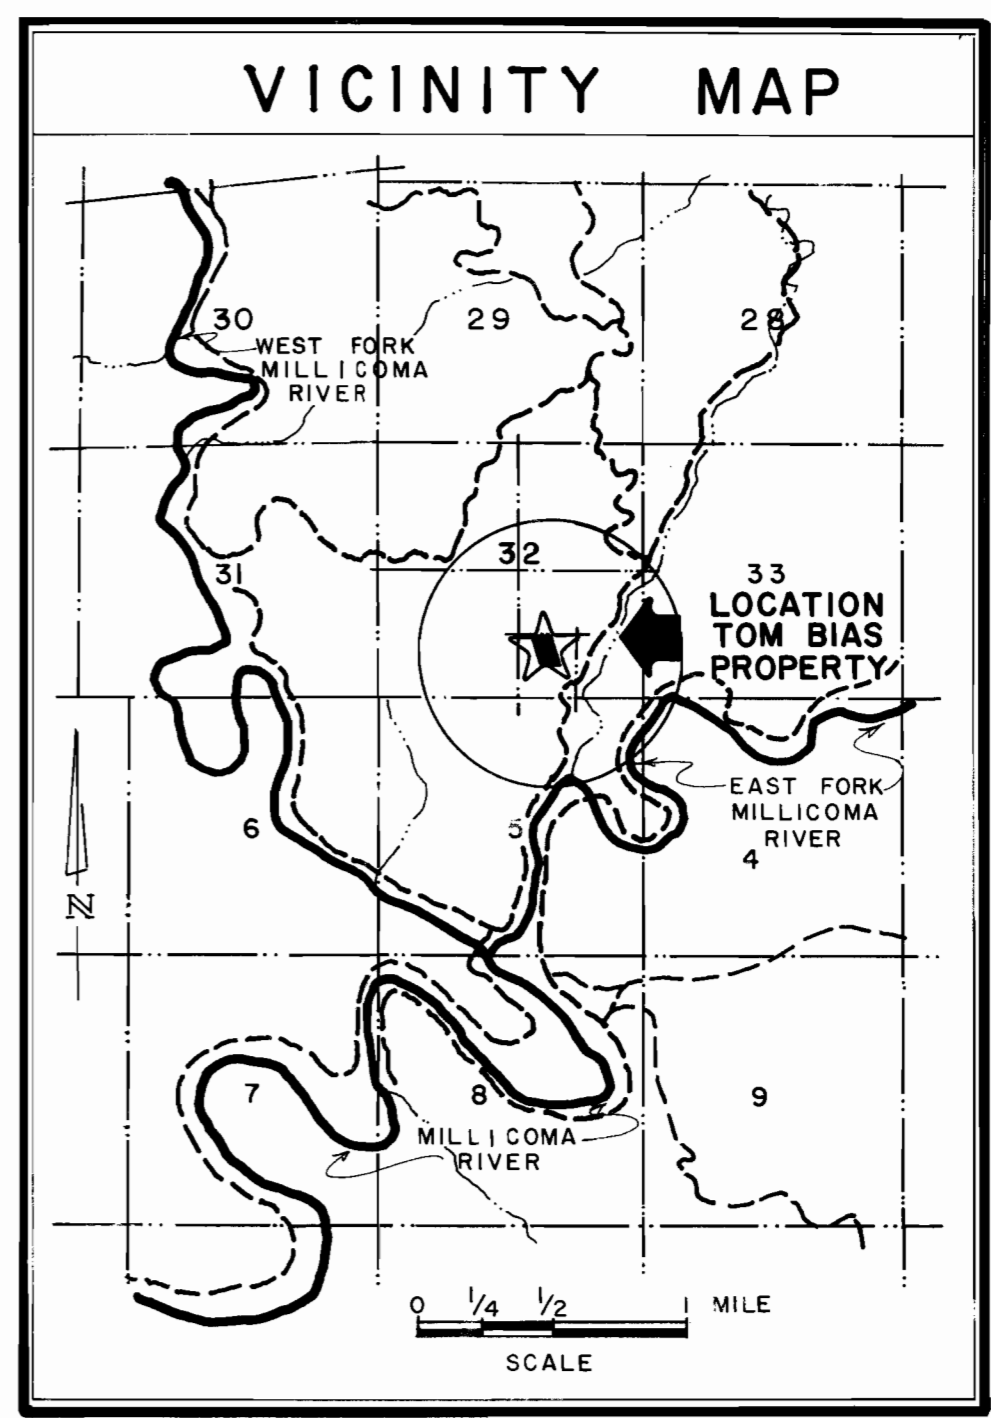 VICINITY MAP
30
29
28
WEST FORK
MILLICOMA
RIVER
32
31
33
LOCATION
TOM BIAS
PROPERTY
EAST FORK
MILLICOMA
RIVER
6
5
4
N
7
8
9
MILLICOMA
RIVER
0 1/4 1/2 1 MILE
SCALE